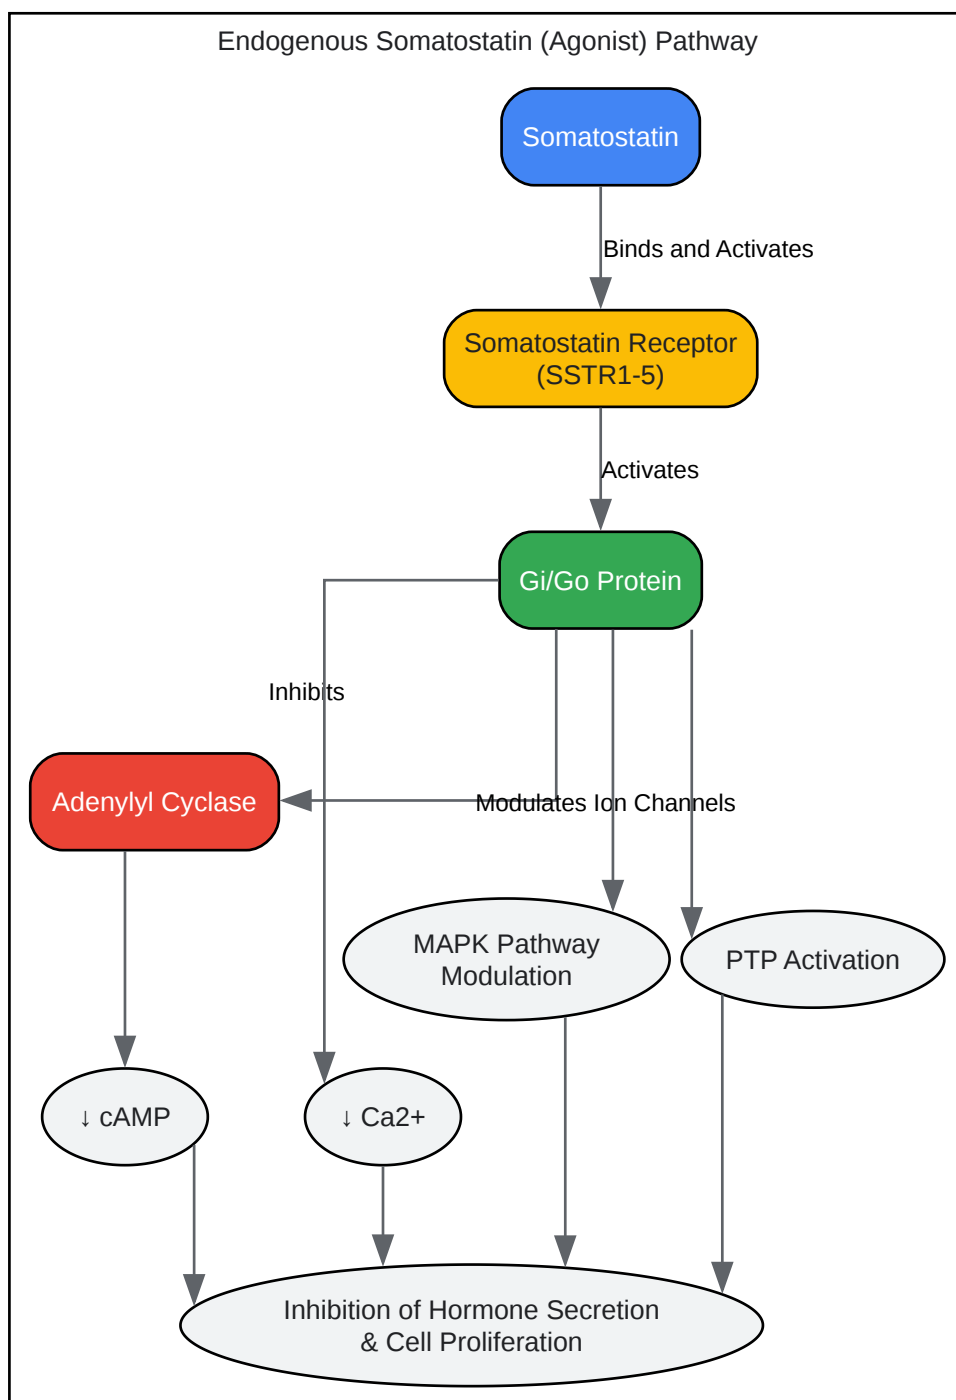 Endogenous Somatostatin (Agonist) Pathway
Somatostatin
Binds and Activates
Somatostatin Receptor
(SSTR1-5)
Activates
Gi/Go Protein
Inhibits
Adenylyl Cyclase
Modulates Ion Channels
MAPK Pathway
Modulation
PTP Activation
↓ cAMP
↓ Ca2+
Inhibition of Hormone Secretion
& Cell Proliferation